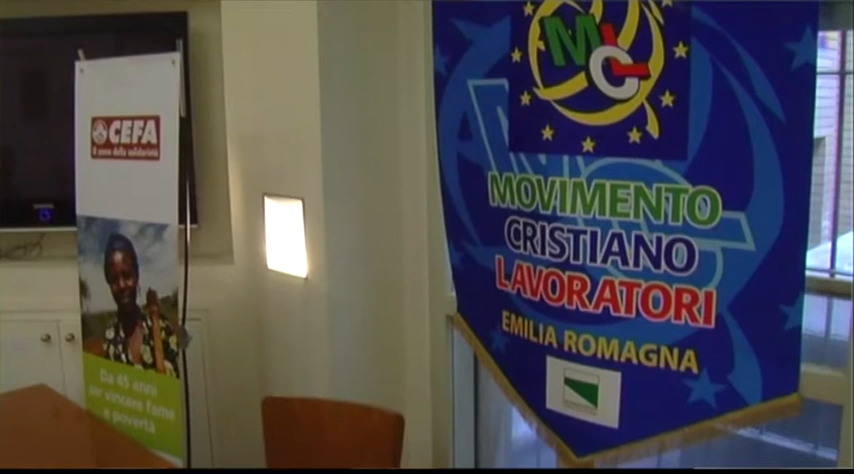 CEFA
Il seme della solidarietà
Da 45 anni
per vincere fame
e povertà
MCL
MOVIMENTO
CRISTIANO
LAVORATORI
EMILIA ROMAGNA